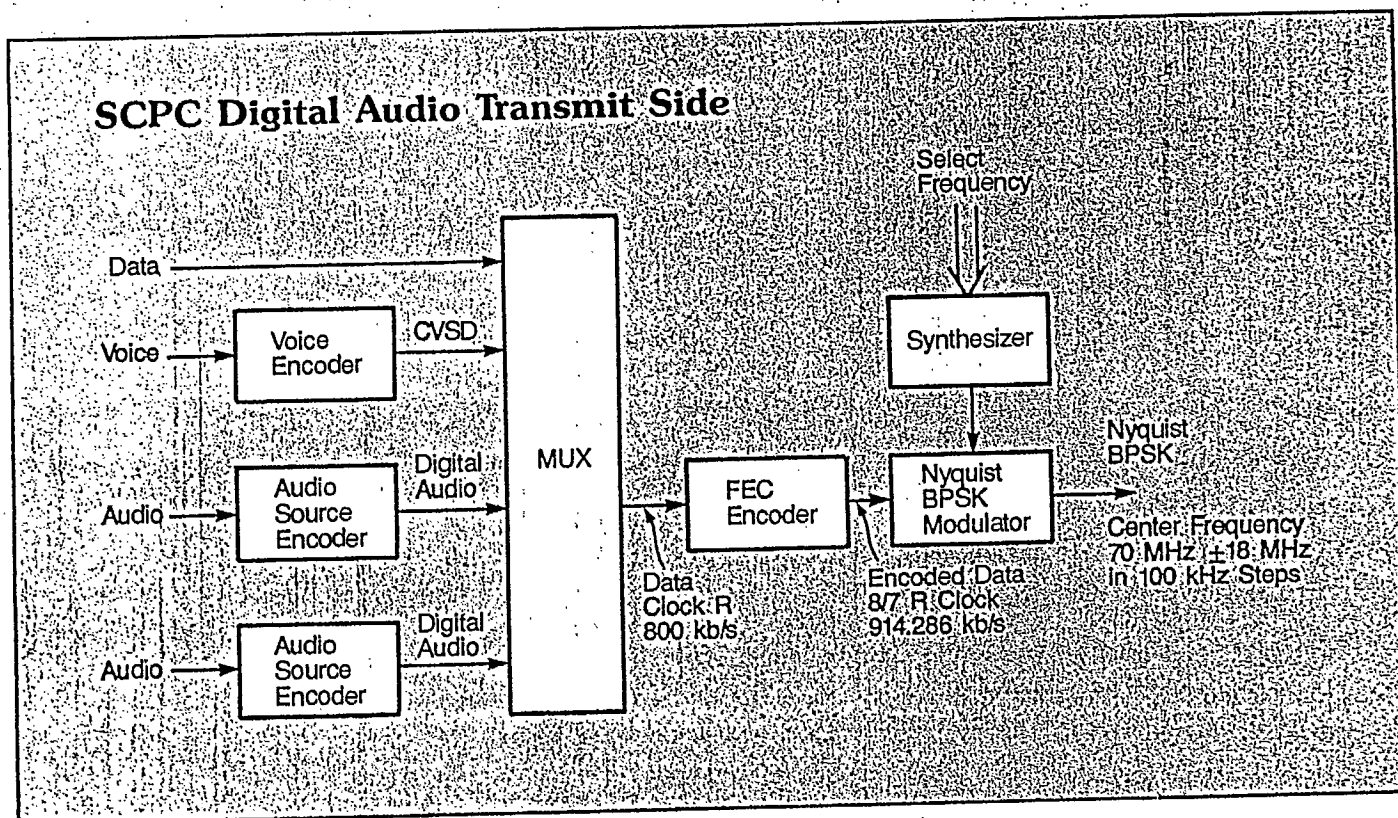 SCPC Digital Audio Transmit Side
Select
Frequency
Data
Synthesizer
Voice
Voice
Encoder
CVSD
MUX
Audio
Audio
Source
Encoder
Digital
Audio
FEC
Encoder
Nyquist
BPSK
Modulator
Nyquist
BPSK
Center Frequency
70 MHz (+18 MHz
in 100 kHz Steps
Data
Clock R
800 kb/s
Encoded Data
8/7 R Clock
914.286 kb/s
Audio
Audio
Source
Encoder
Digital
Audio